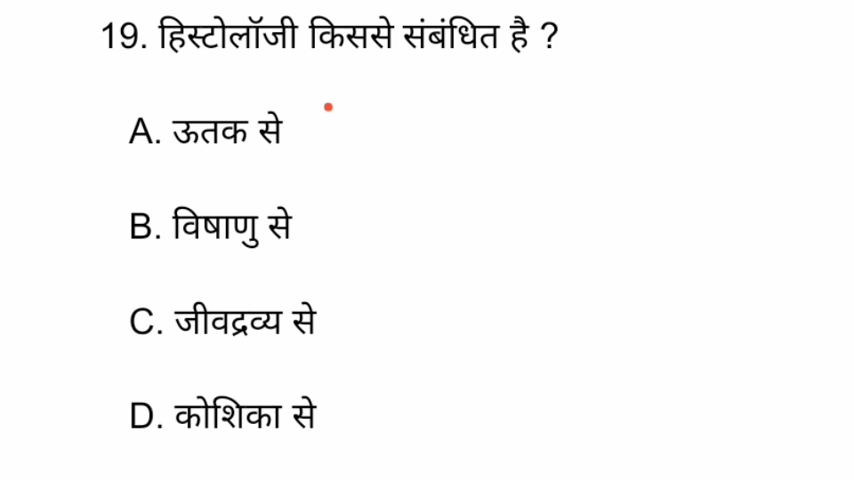 19. हिस्टोलॉजी किससे संबंधित है ?
A. ऊतक से
B. विषाणु से
C. जीवद्रव्य से
D. कोशिका से